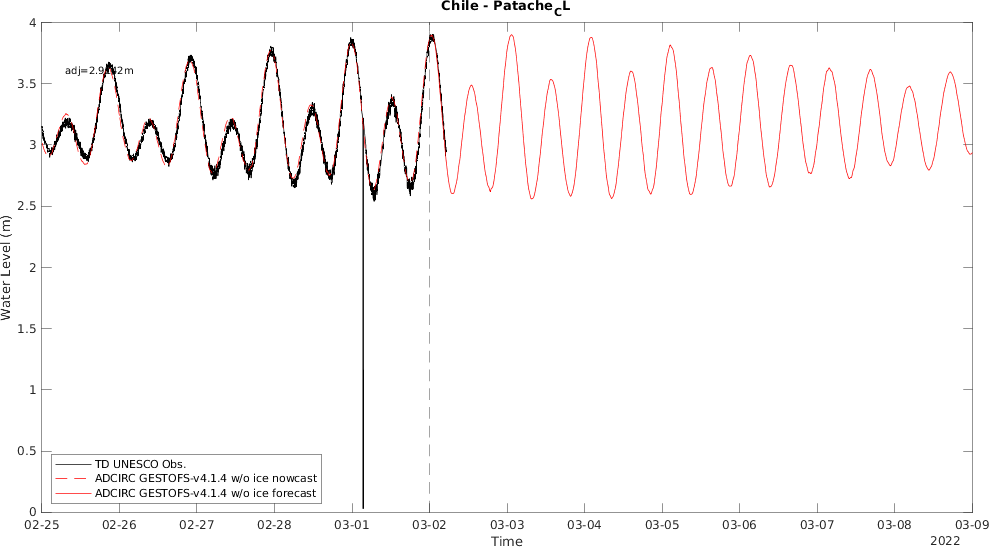 Chile - Patache_CL
adj=2.9 42m
4
3.5
3
2.5
2
1.5
1
0.5
0
Water Level (m)
TD UNESCO Obs.
ADCIRC GESTOFS-v4.1.4 w/o ice nowcast
ADCIRC GESTOFS-v4.1.4 w/o ice forecast
02-25 02-26 02-27 02-28 03-01 03-02 03-03 03-04 03-05 03-06 03-07 03-08 03-09
Time
2022